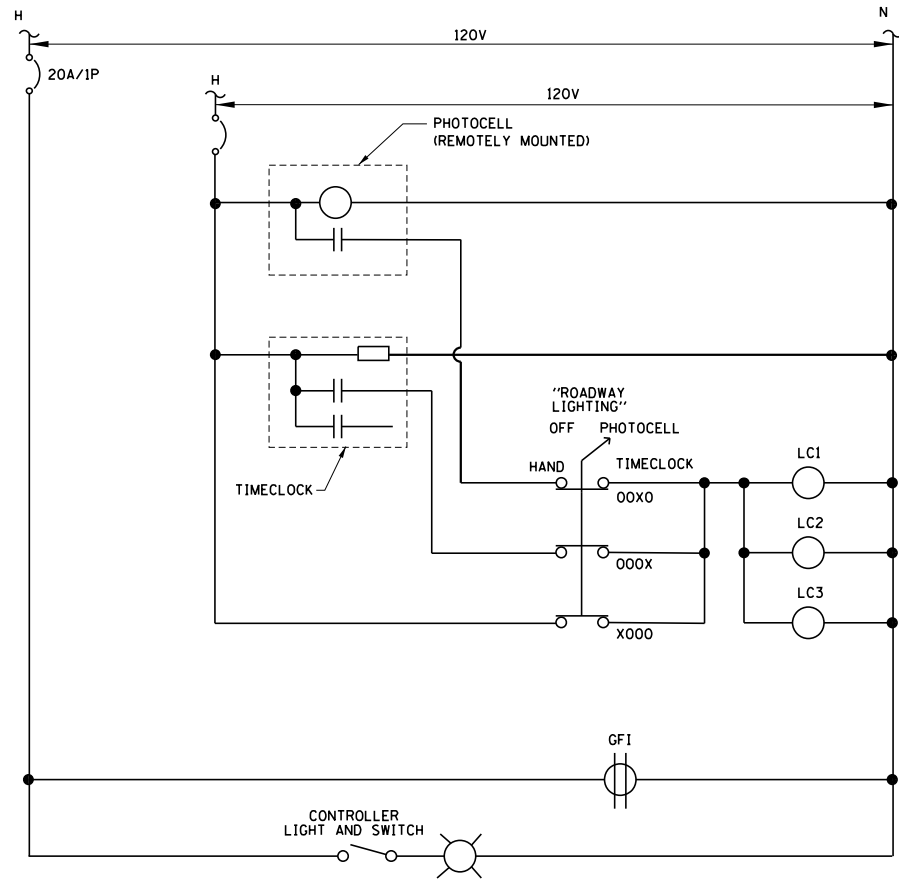 H
N
120V
20A/1P
H
120V
PHOTOCELL
(REMOTELY MOUNTED)
"ROADWAY
LIGHTING"
OFF PHOTOCELL
HAND TIMECLOCK
LC1
TIMECLOCK
OOXO
LC2
OOOX
LC3
XOOO
GFI
CONTROLLER
LIGHT AND SWITCH